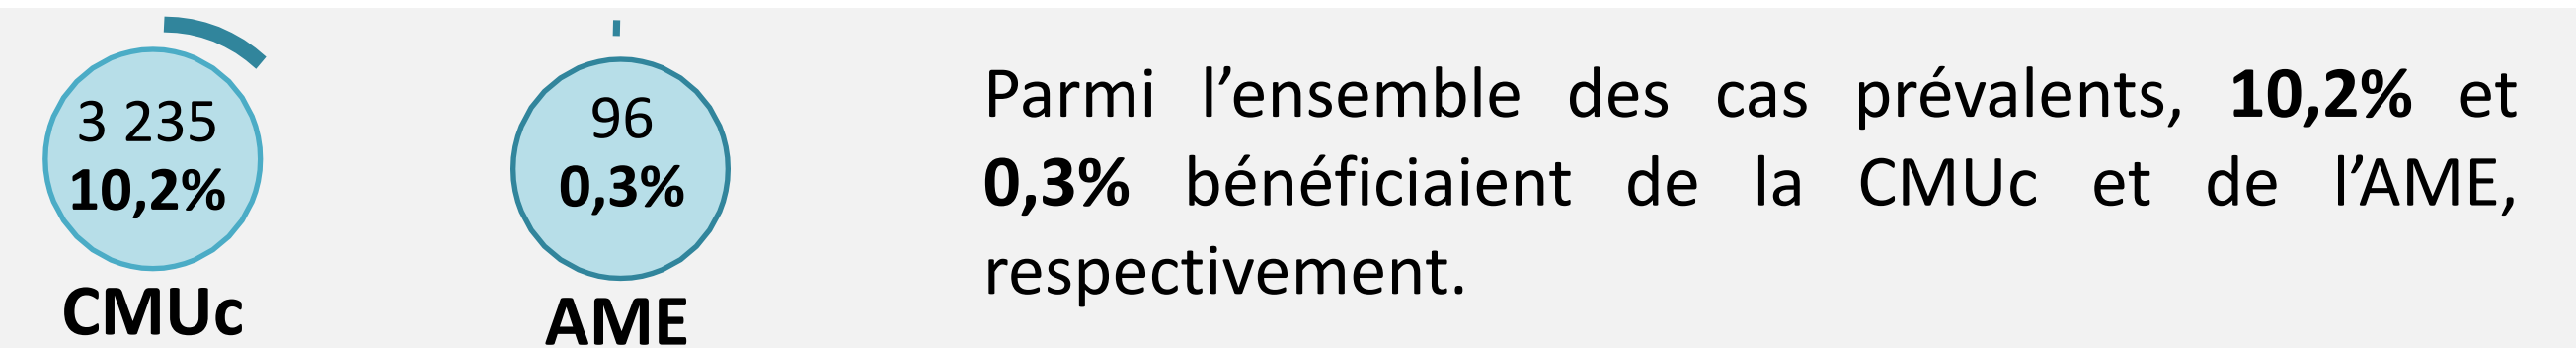 3 235
10,2%
CMUc
96
0,3%
AME
Parmi l’ensemble des cas prévalents, 10,2% et
0,3% bénéficiaient de la CMUc et de l’AME,
respectivement.